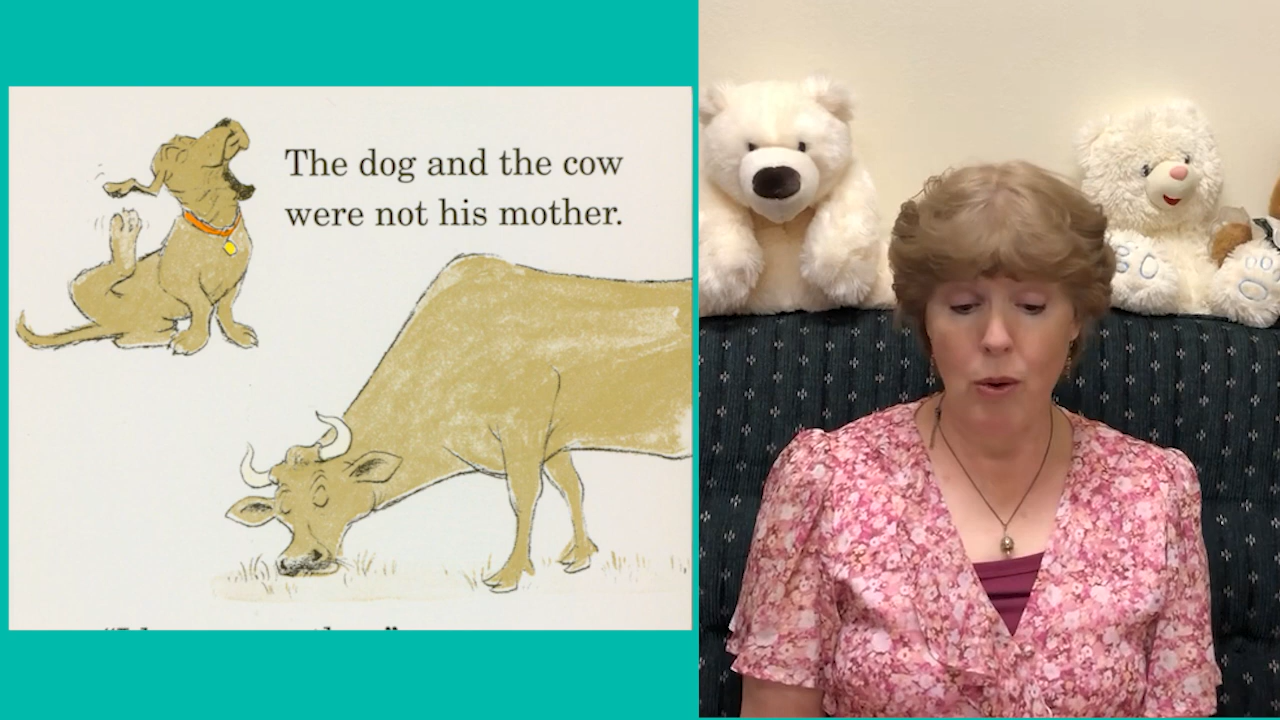 The dog and the cow
were not his mother.